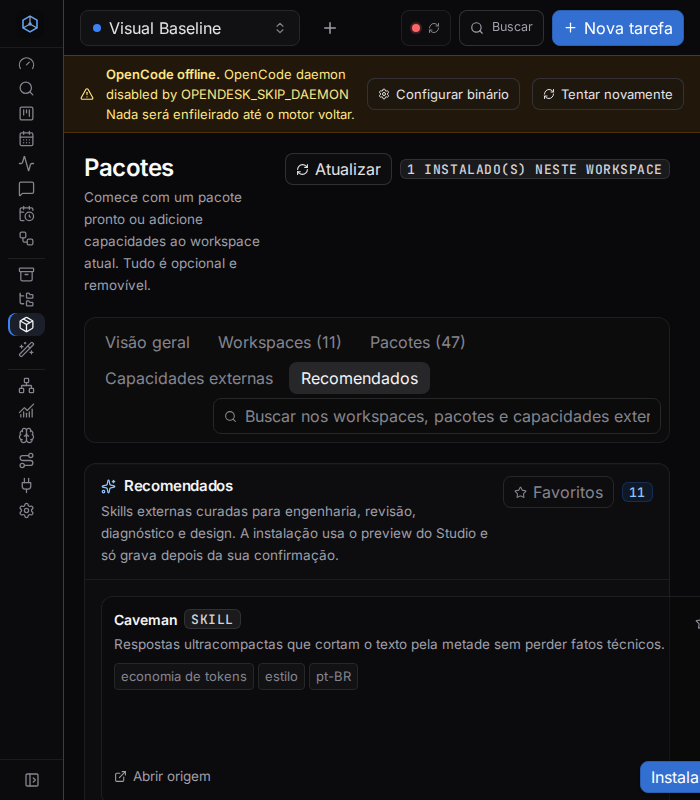 Visual Baseline
Buscar
Nova tarefa
OpenCode offline. OpenCode daemon
disabled by OPENDESK_SKIP_DAEMON
Nada será enfileirado até o motor voltar.
Configurar binário
Tentar novamente
Pacotes
Atualizar
1 INSTALADO(S) NESTE WORKSPACE
Comece com um pacote
pronto ou adicione
capacidades ao workspace
atual. Tudo é opcional e
removível.
Visão geral
Workspaces (11)
Pacotes (47)
Capacidades externas
Recomendados
Buscar nos workspaces, pacotes e capacidades exter
Recomendados
Favoritos
11
Skills externas curadas para engenharia, revisão,
diagnóstico e design. A instalação usa o preview do Studio e
só grava depois da sua confirmação.
Caveman
SKILL
Respostas ultracompactas que cortam o texto pela metade sem perder fatos técnicos.
economia de tokens
estilo
pt-BR
Abrir origem
Instala